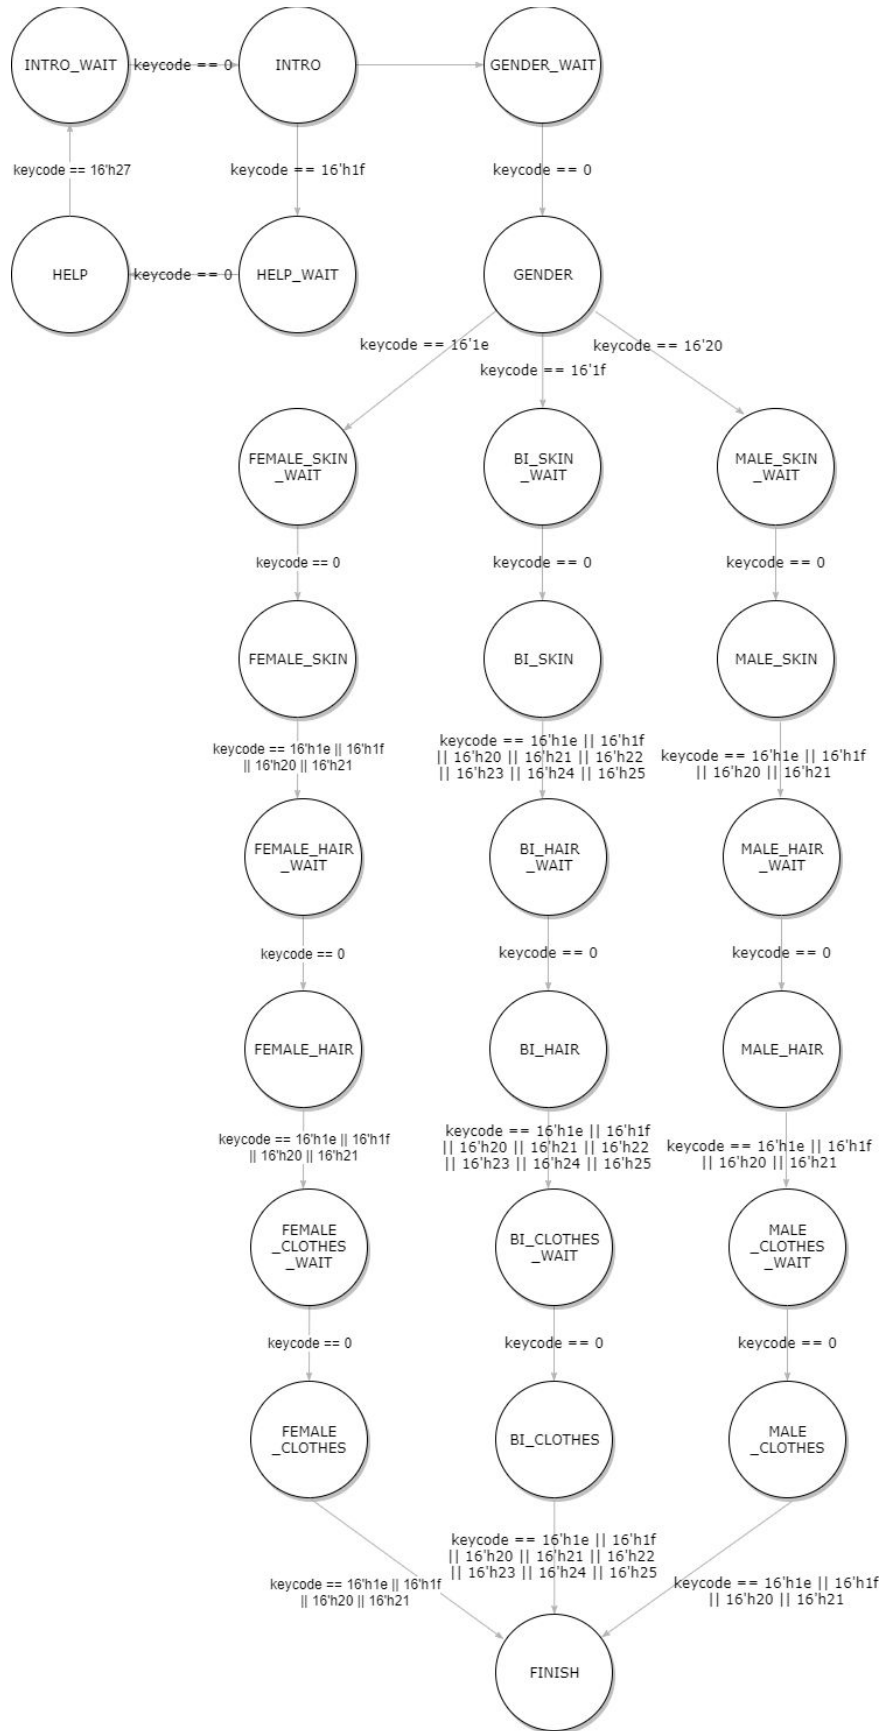 INTRO_WAIT
keycode == 0
INTRO
GENDER_WAIT
keycode == 16'h27
keycode == 16'h1f
keycode == 0
HELP
keycode == 0
HELP_WAIT
GENDER
keycode == 16'1e
keycode == 16'1f
keycode == 16'20
FEMALE_SKIN
_WAIT
BI_SKIN
_WAIT
MALE_SKIN
_WAIT
keycode == 0
keycode == 0
keycode == 0
FEMALE_SKIN
BI_SKIN
MALE_SKIN
keycode == 16'h1e || 16'h1f
|| 16'h20 || 16'h21
keycode == 16'h1e || 16'h1f
|| 16'h20 || 16'h21 || 16'h22
|| 16'h23 || 16'h24 || 16'h25
keycode == 16'h1e || 16'h1f
|| 16'h20 || 16'h21
FEMALE_HAIR
_WAIT
BI_HAIR
_WAIT
MALE_HAIR
_WAIT
keycode == 0
keycode == 0
keycode == 0
FEMALE_HAIR
BI_HAIR
MALE_HAIR
keycode == 16'h1e || 16'h1f
|| 16'h20 || 16'h21
keycode == 16'h1e || 16'h1f
|| 16'h20 || 16'h21 || 16'h22
|| 16'h23 || 16'h24 || 16'h25
keycode == 16'h1e || 16'h1f
|| 16'h20 || 16'h21
FEMALE
_CLOTHES
_WAIT
BI_CLOTHES
_WAIT
MALE
_CLOTHES
_WAIT
keycode == 0
keycode == 0
keycode == 0
FEMALE
_CLOTHES
BI_CLOTHES
MALE
_CLOTHES
keycode == 16'h1e || 16'h1f
|| 16'h20 || 16'h21
keycode == 16'h1e || 16'h1f
|| 16'h20 || 16'h21 || 16'h22
|| 16'h23 || 16'h24 || 16'h25
keycode == 16'h1e || 16'h1f
|| 16'h20 || 16'h21
FINISH